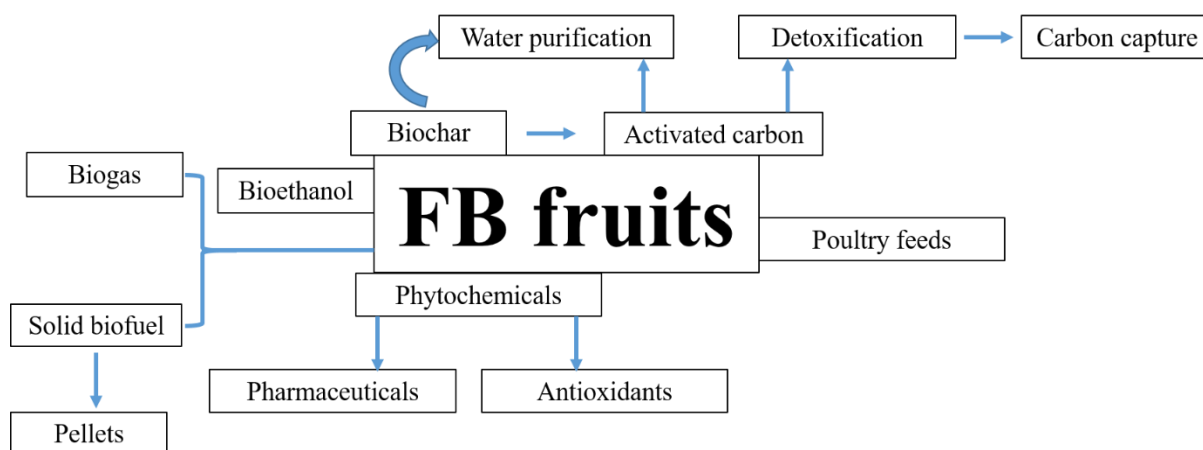 Water purification
Detoxification
Carbon capture
Biochar
Activated carbon
Biogas
Bioethanol
FB fruits
Poultry feeds
Phytochemicals
Solid biofuel
Pharmaceuticals
Antioxidants
Pellets